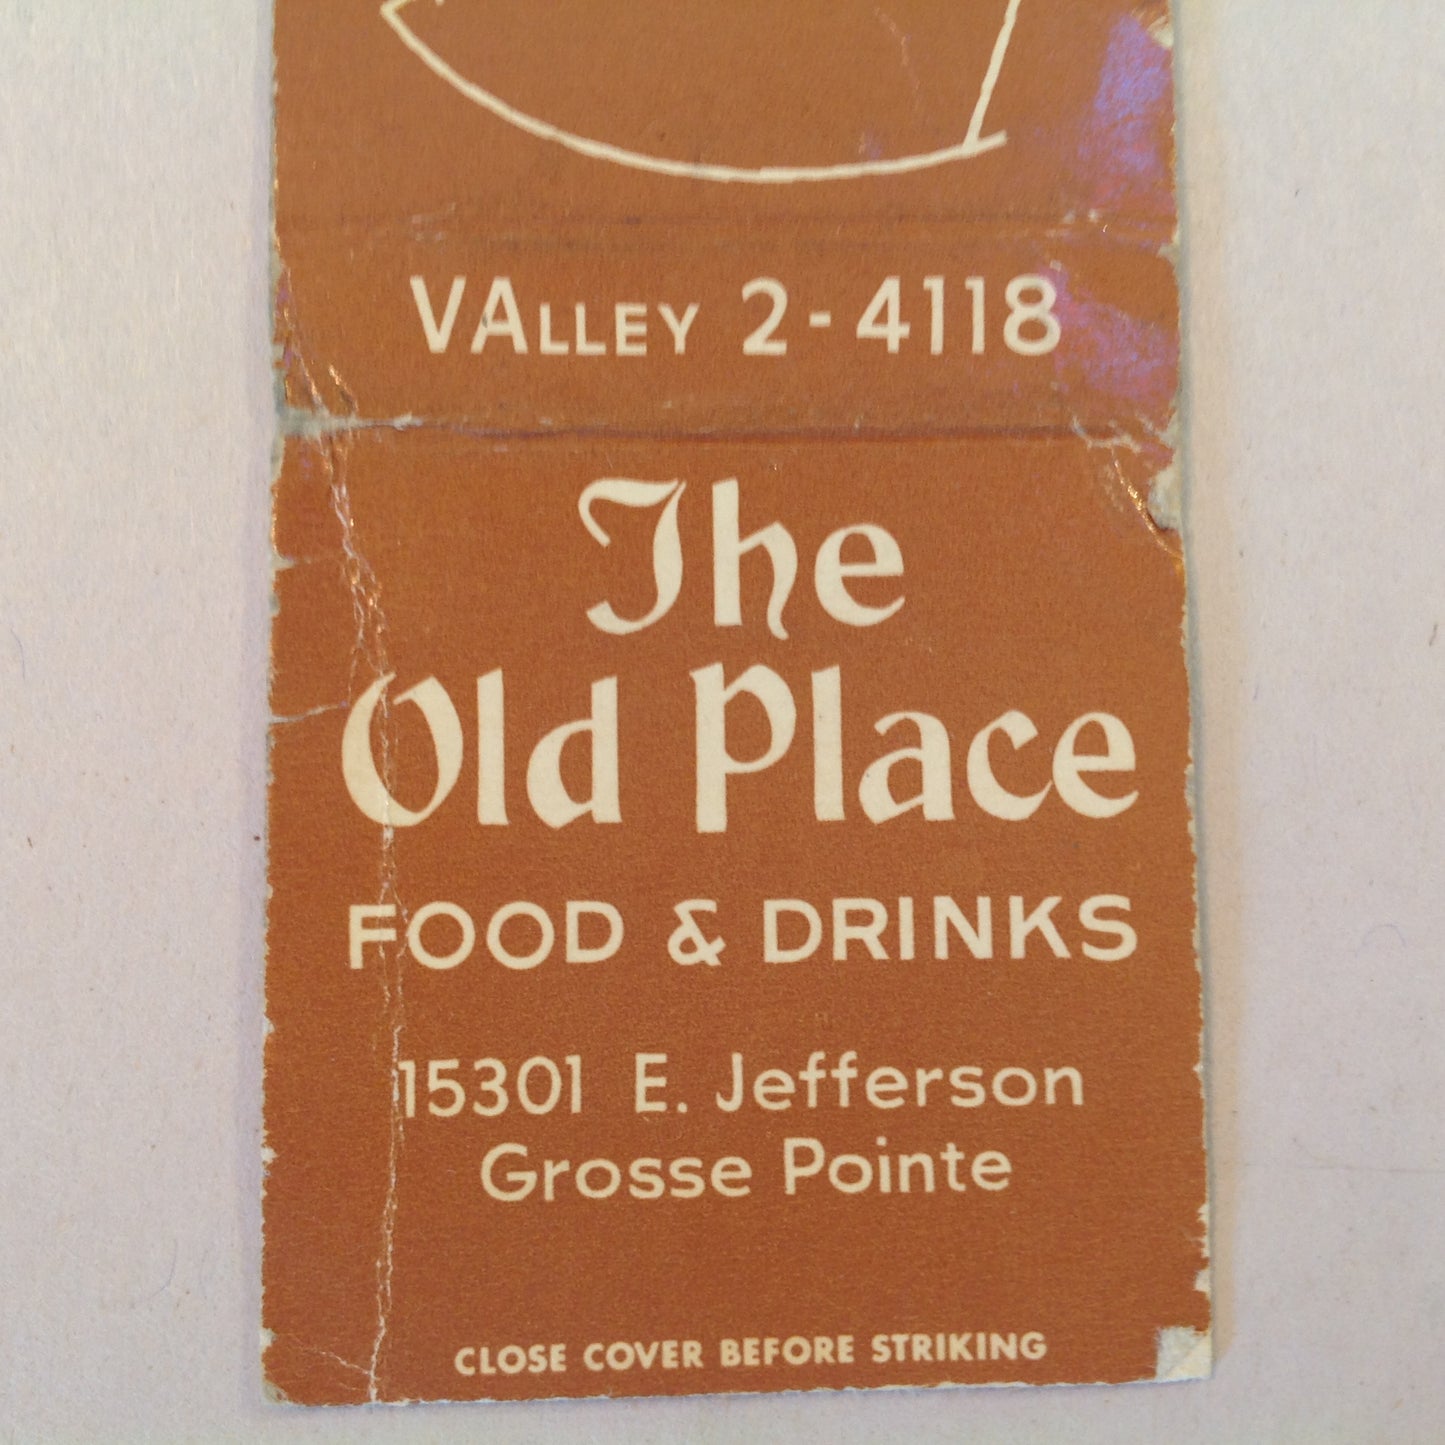 VALLEY 2-4118
The
Old Place
FOOD & DRINKS
15301 E. Jefferson
Grosse Pointe
CLOSE COVER BEFORE STRIKING